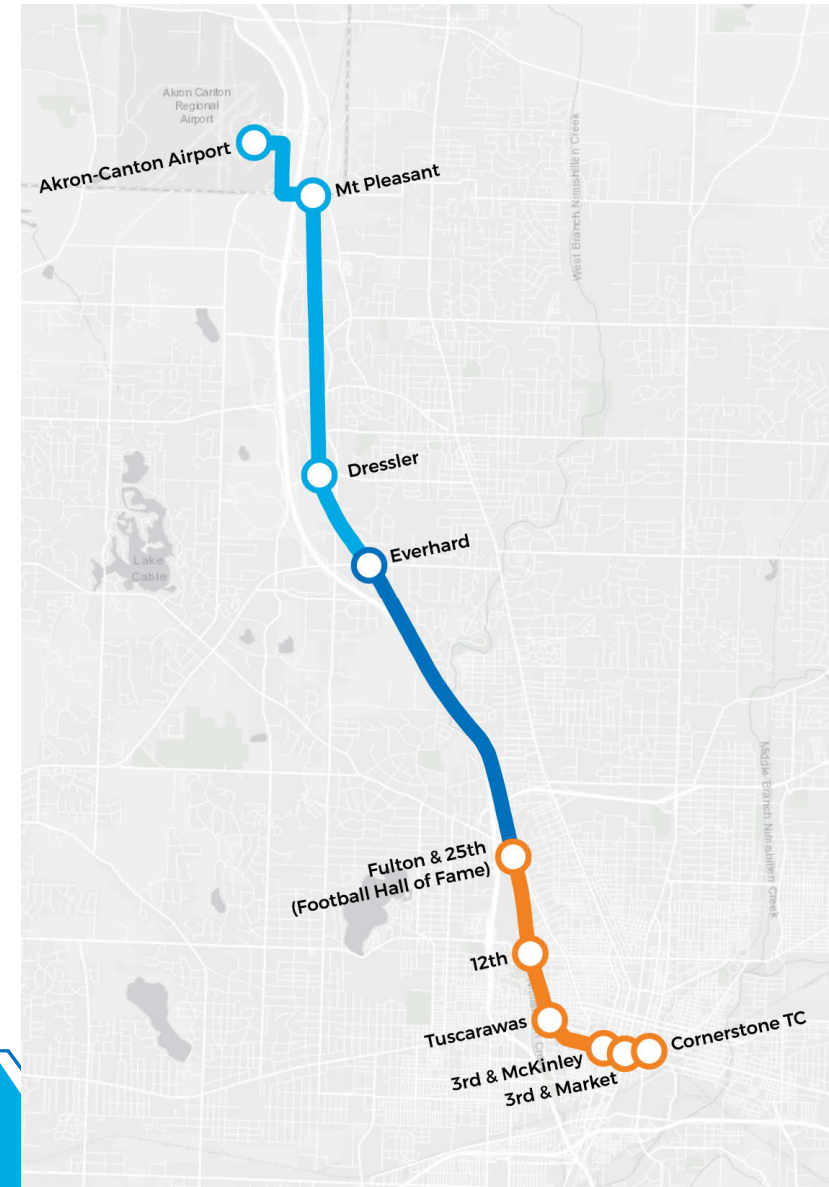 Akron Canton
Regional
Airport
Akron-Canton Airport
Mt Pleasant
West Branch Nimishillen Creek
Dressler
Everhard
Lake
Cable
Middle Branch Nimishillen Creek
Fulton & 25th
(Football Hall of Fame)
12th
Tuscarawas
3rd & McKinley
3rd & Market
Cornerstone TC